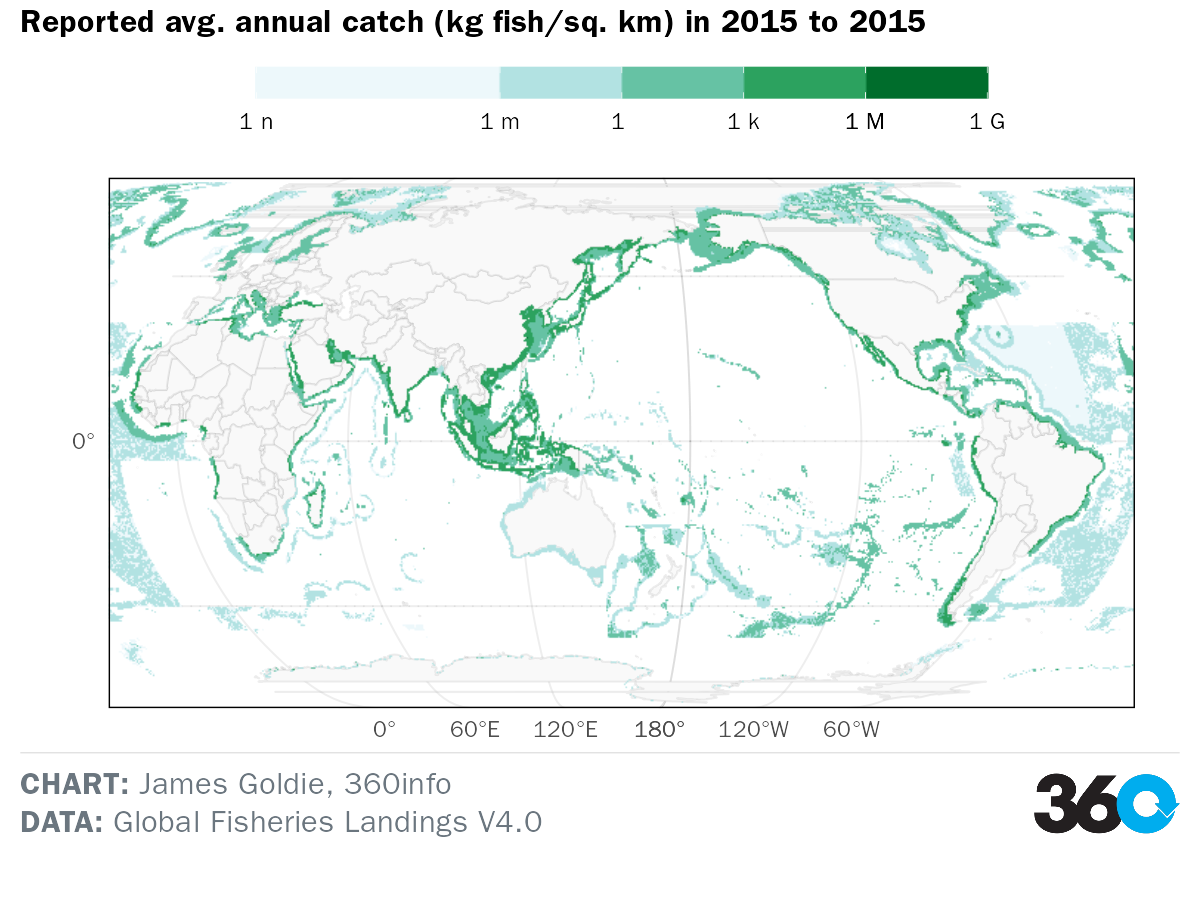 Reported avg. annual catch (kg fish/sq. km) in 2015 to 2015
1 n 1 m 1 1 k 1 M 1 G
0°
0° 60°E 120°E 180° 120°W 60°W
CHART: James Goldie, 360info
DATA: Global Fisheries Landings V4.0
360